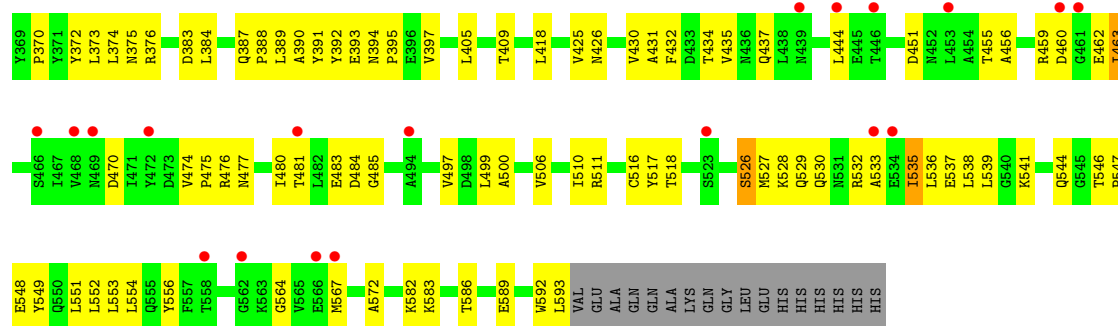 Y369 P370 Y371 Y372 L373 L374 N375 R376 D383 L384 Q387 P388 L389 A390 Y391 Y392 E393 N394 P395 E396 V397 L405 T409 L418 V425 N426 V430 A431 F432 D433 T434 V435 N436 Q437 L438 N439 L444 E445 T446 D451 N452 L453 A454 T455 A456 R459 D460 G461 E462 I463
S466 I467 V468 N469 D470 I471 Y472 D473 V474 P475 R476 N477 I480 T481 L482 E483 D484 G485 A494 V497 D498 L499 A500 V506 I510 R511 C516 Y517 T518 S523 S526 M527 K528 Q529 Q530 N531 R532 A533 E534 I535 L536 E537 L538 L539 G540 K541 Q544 G545 T546
E548 Y549 Q550 L551 L552 L553 L554 Q555 Y556 F557 T558 G562 K563 G564 V565 E566 M567 A572 K582 K583 T586 E589 W592 L593 VAL GLU ALA GLN GLN ALA LYS GLN GLY LEU GLU HIS HIS HIS HIS HIS HIS